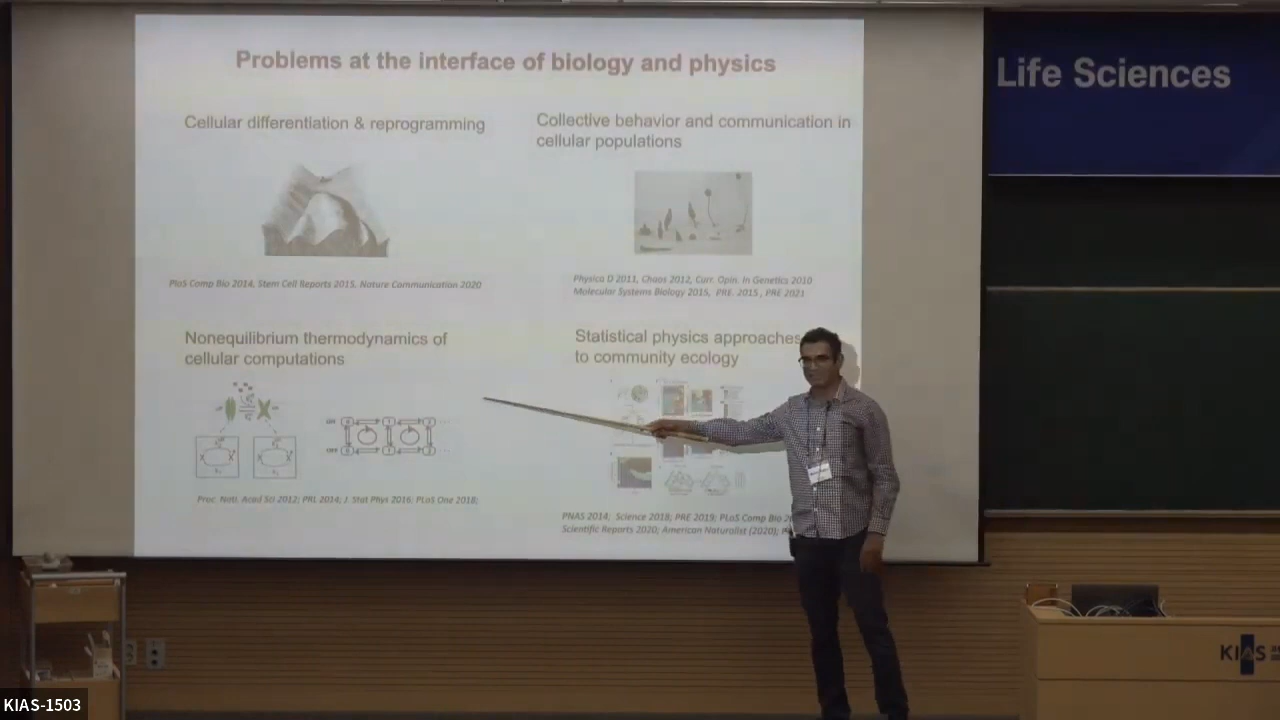 Problems at the interface of biology and physics
Life Sciences
Cellular differentiation & reprogramming
Collective behavior and communication in
cellular populations
PloS Comp Bio 2014, Stem Cell Reports 2015, Nature Communication 2020
Physica D 2011, Chaos 2012, Curr. Opin. In Genetics 2010
Molecular Systems Biology 2015, PRE. 2015 , PRE 2021
Nonequilibrium thermodynamics of
cellular computations
Statistical physics approaches
to community ecology
Proc. Natl. Acad Sci 2012; PRL 2014; J. Stat Phys 2016; PLoS One 2018;
PNAS 2014; Science 2018; PRE 2019; PLoS Comp Bio
Scientific Reports 2020; American Naturalist (2020);
KIAS
KIAS-1503